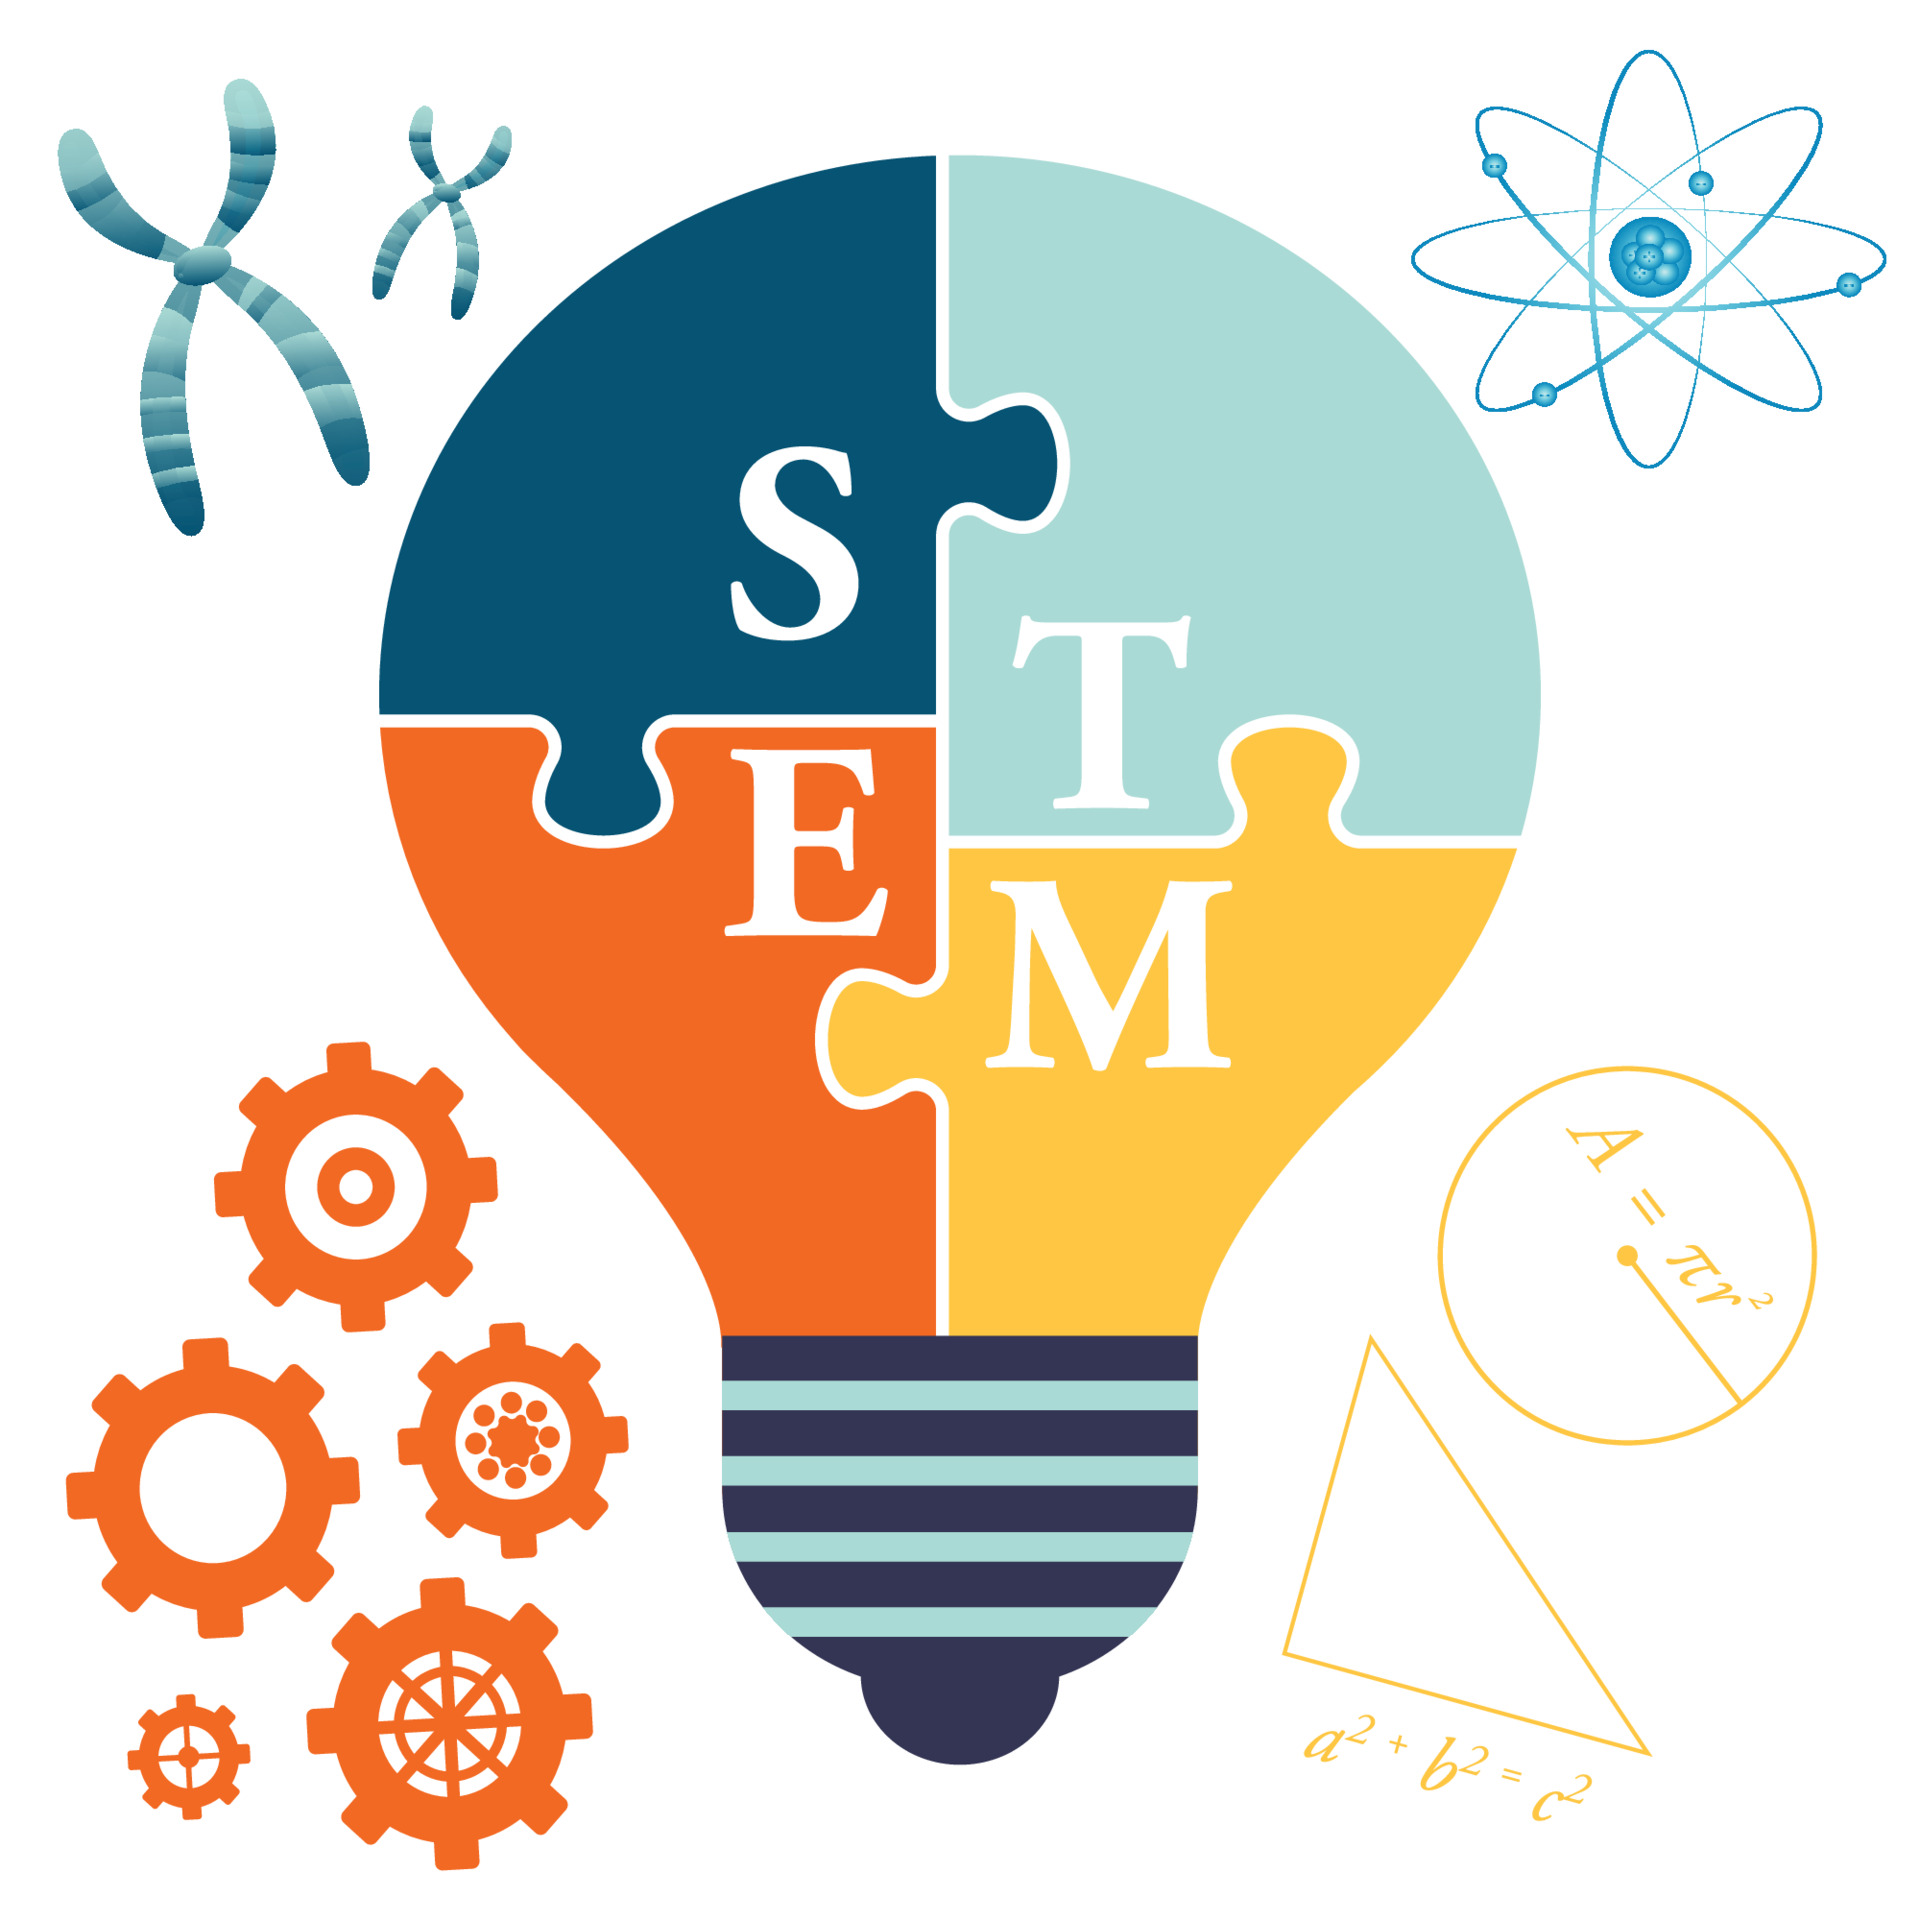 S
T
E
M
A = πr²
a² + b² = c²